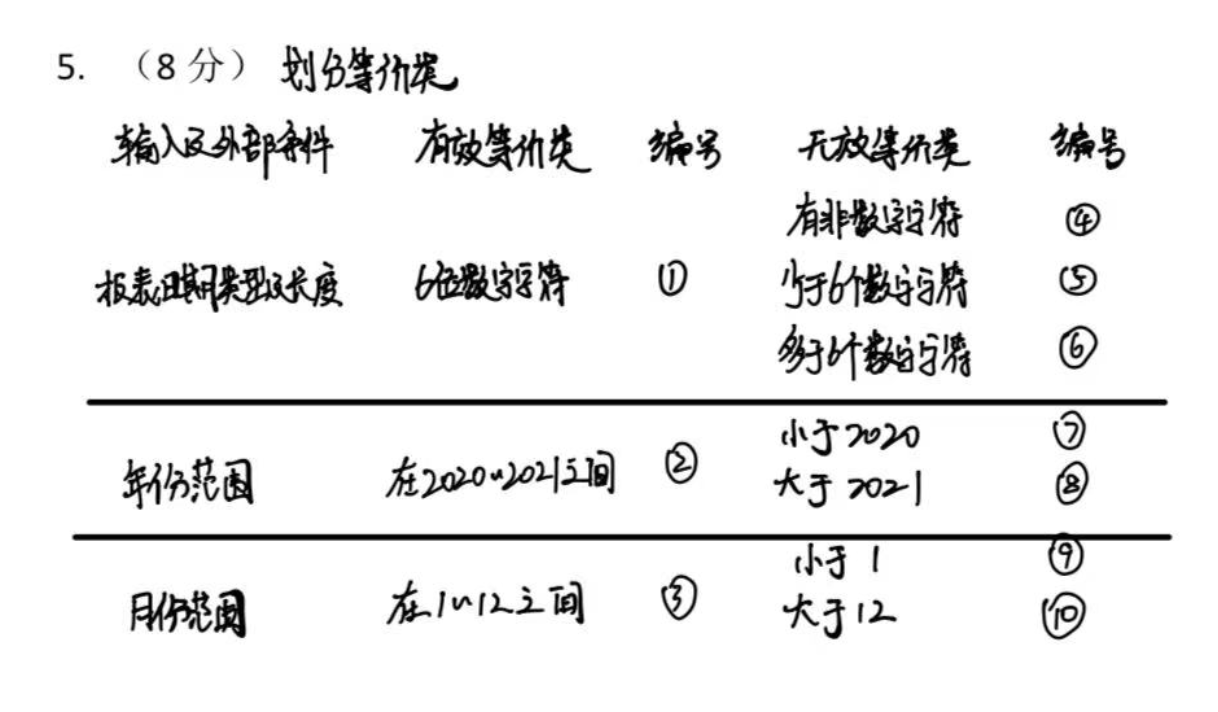 5. （8 分） 划分等价类
输入及外部条件 有效等价类 编号 无效等价类 编号
有非数字字符 ④
报表日期类型及长度 6位数字字符 ① 少于6个数字字符 ⑤
多于6个数字字符 ⑥
小于2020 ⑦
年份范围 在2020~2021之间 ② 大于2021 ⑧
小于1 ⑨
月份范围 在1~12之间 ③ 大于12 ⑩